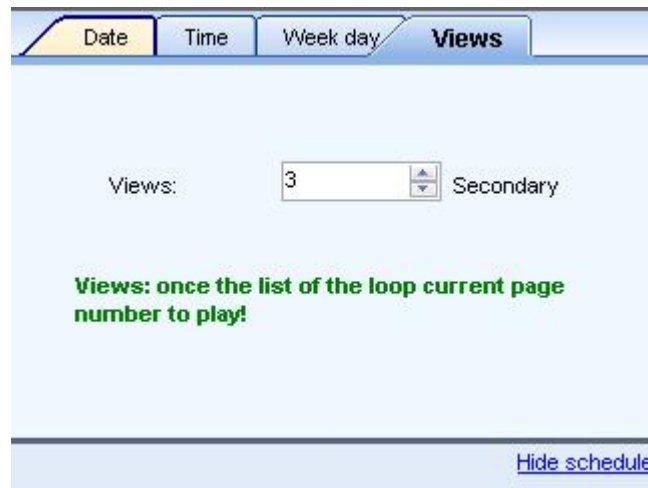 Date Time Week day Views
Views: 3 Secondary
Views: once the list of the loop current page
number to play!
Hide schedule